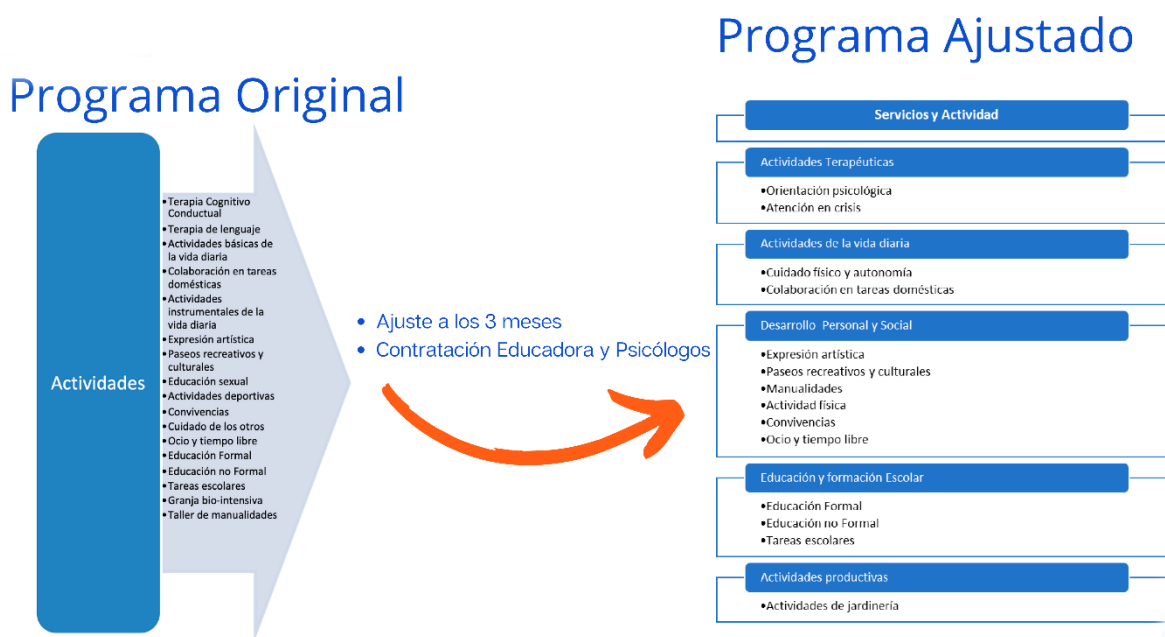 Programa Original
Actividades
•Terapia Cognitivo
Conductual
•Terapia de lenguaje
•Actividades básicas de
la vida diaria
•Colaboración en tareas
domésticas
•Actividades
instrumentales de la
vida diaria
•Expresión artística
•Paseos recreativos y
culturales
•Educación sexual
•Actividades deportivas
•Convivencias
•Cuidado de los otros
•Ocio y tiempo libre
•Educación Formal
•Educación no Formal
•Tareas escolares
•Granja bio-intensiva
•Taller de manualidades
• Ajuste a los 3 meses
• Contratación Educadora y Psicólogos
Programa Ajustado
Servicios y Actividad
Actividades Terapéuticas
•Orientación psicológica
•Atención en crisis
Actividades de la vida diaria
•Cuidado físico y autonomía
•Colaboración en tareas domésticas
Desarrollo Personal y Social
•Expresión artística
•Paseos recreativos y culturales
•Manualidades
•Actividad física
•Convivencias
•Ocio y tiempo libre
Educación y formación Escolar
•Educación Formal
•Educación no Formal
•Tareas escolares
Actividades productivas
•Actividades de jardinería